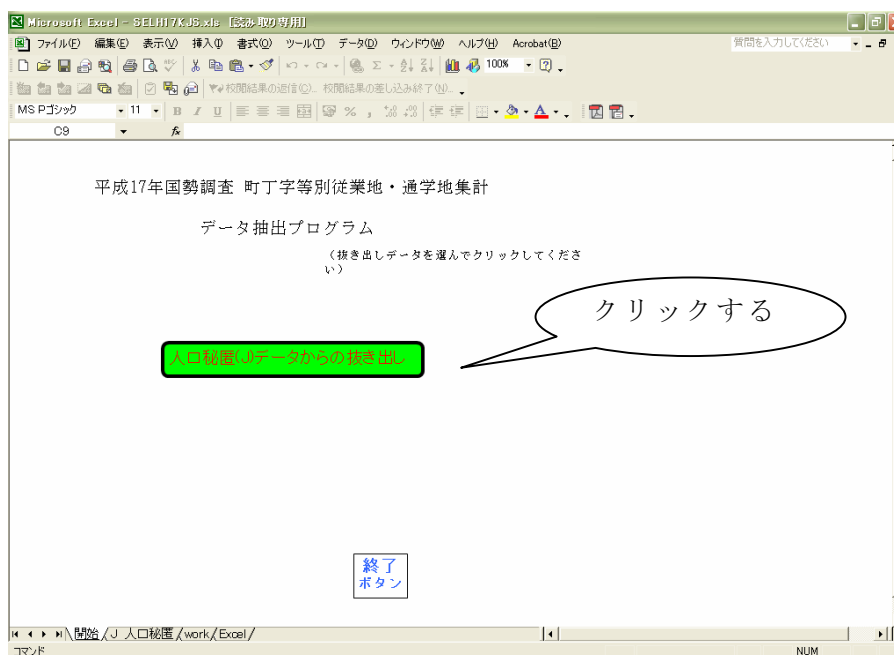 Microsoft Excel - SELH17KJS.xls [読み取り専用]
ファイル(F) 編集(E) 表示(V) 挿入(I) 書式(O) ツール(T) データ(D) ウィンドウ(W) ヘルプ(H) Acrobat(B) 質問を入力してください
100%
校閲結果の返信(C)... 校閲結果の差し込み終了(N)...
MS Pゴシック 11 B I U
C9 fx
平成17年国勢調査 町丁字等別従業地・通学地集計
データ抽出プログラム
(抜き出しデータを選んでクリックしてくださ
い)
クリックする
人口秘匿(J)データからの抜き出し
終了
ボタン
開始 J 人口秘匿 work Excel
コマンド NUM